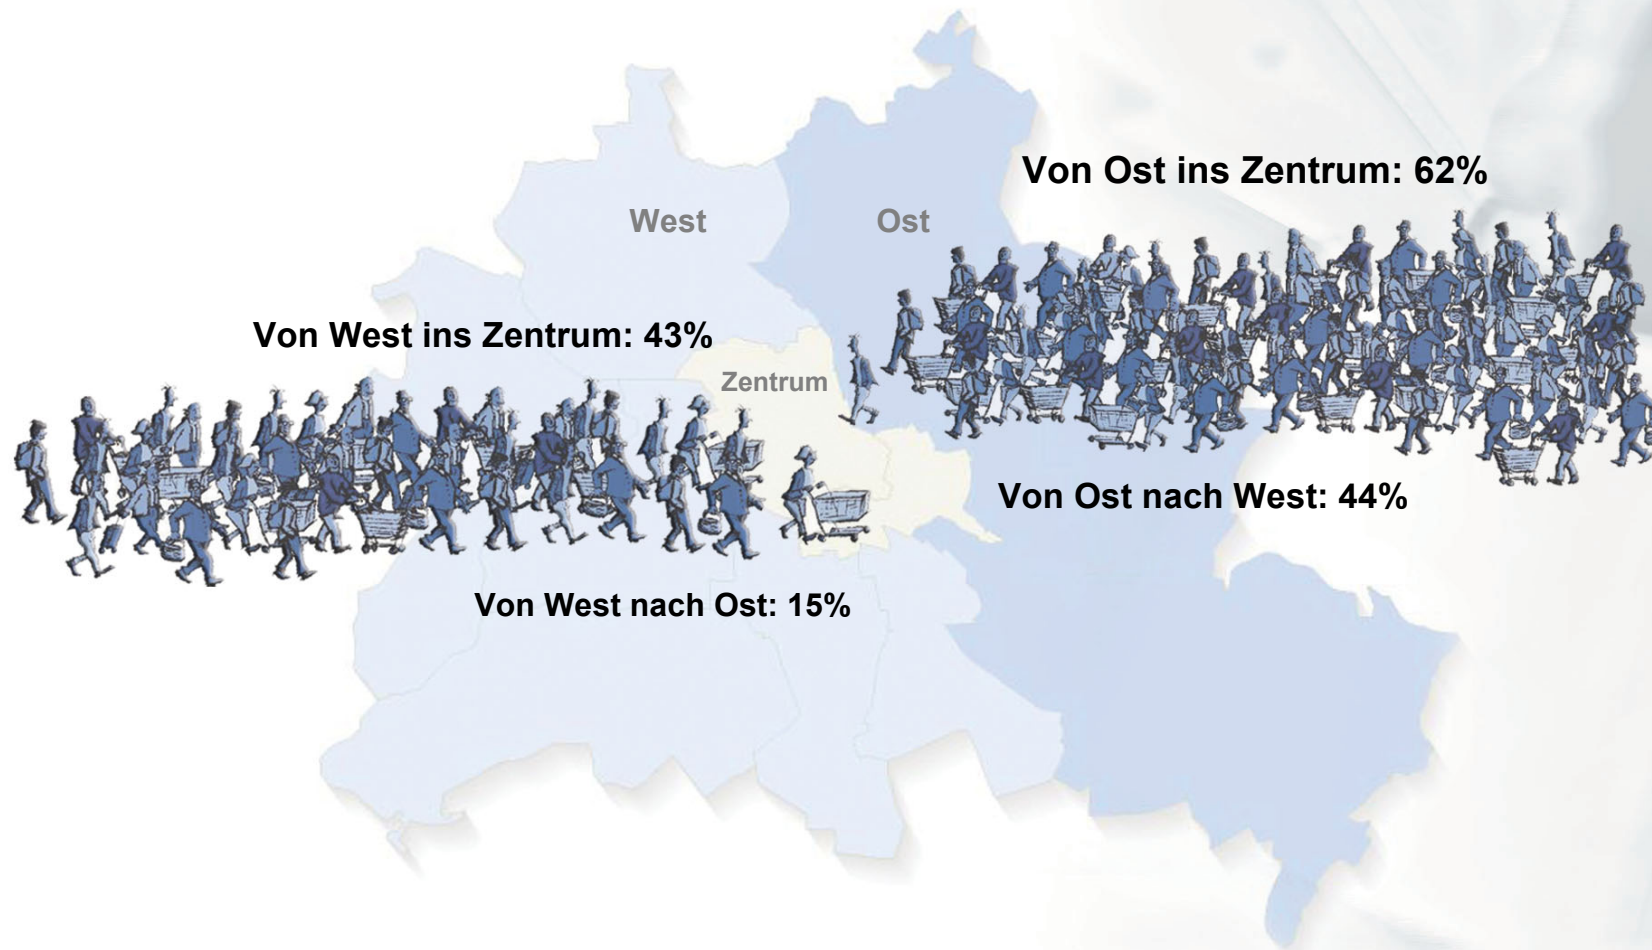 Von Ost ins Zentrum: 62%
West
Ost
Von West ins Zentrum: 43%
Zentrum
Von Ost nach West: 44%
Von West nach Ost: 15%